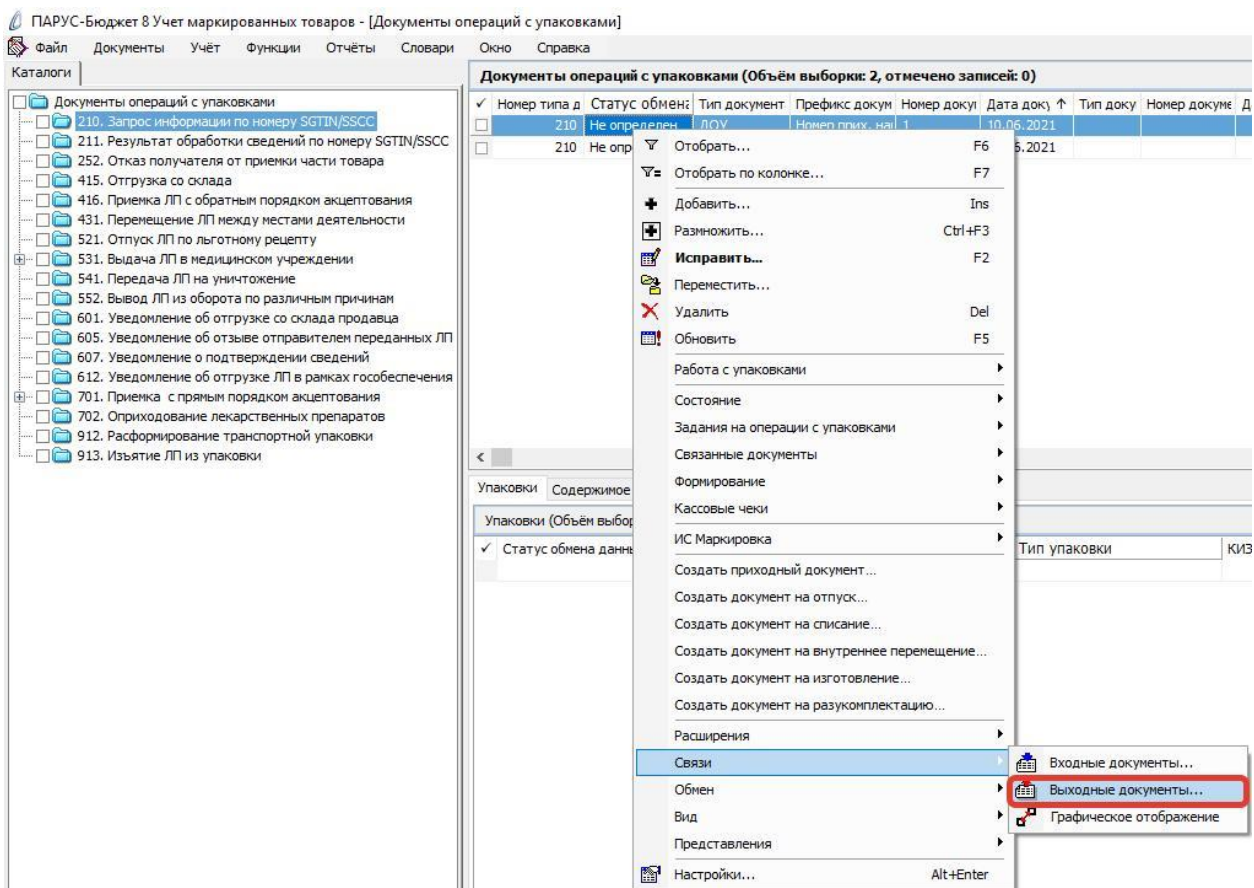 ПАРУС-Бюджет 8 Учет маркированных товаров - [Документы операций с упаковками]
Файл Документы Учёт Функции Отчёты Словари Окно Справка
Каталоги
Документы операций с упаковками
210. Запрос информации по номеру SGTIN/SSCC
211. Результат обработки сведений по номеру SGTIN/SSCC
252. Отказ получателя от приемки части товара
415. Отгрузка со склада
416. Приемка ЛП с обратным порядком акцептования
431. Перемещение ЛП между местами деятельности
521. Отпуск ЛП по льготному рецепту
531. Выдача ЛП в медицинском учреждении
541. Передача ЛП на уничтожение
552. Вывод ЛП из оборота по различным причинам
601. Уведомление об отгрузке со склада продавца
605. Уведомление об отзыве отправителем переданных ЛП
607. Уведомление о подтверждении сведений
612. Уведомление об отгрузке ЛП в рамках гособеспечения
701. Приемка с прямым порядком акцептования
702. Оприходование лекарственных препаратов
912. Расформирование транспортной упаковки
913. Изъятие ЛП из упаковки
Документы операций с упаковками (Объём выборки: 2, отмечено записей: 0)
Номер типа д Статус обмена Тип документ Префикс докум Номер докум Дата доку Тип доку Номер докуме Д
210 Не определен ДОУ Номер прих. нак 1 10.06.2021
210 Не опр 6.2021
Отобрать... F6
Отобрать по колонке... F7
Добавить... Ins
Размножить... Ctrl+F3
Исправить... F2
Переместить...
Удалить Del
Обновить F5
Работа с упаковками
Состояние
Задания на операции с упаковками
Связанные документы
Формирование
Кассовые чеки
ИС Маркировка
Создать приходный документ...
Создать документ на отпуск...
Создать документ на списание...
Создать документ на внутреннее перемещение...
Создать документ на изготовление...
Создать документ на разукомплектацию...
Расширения
Связи
Обмен
Вид
Представления
Настройки... Alt+Enter
Входные документы...
Выходные документы...
Графическое отображение
Упаковки Содержимое
Упаковки (Объём выбор
Статус обмена данны Тип упаковки КИЗ